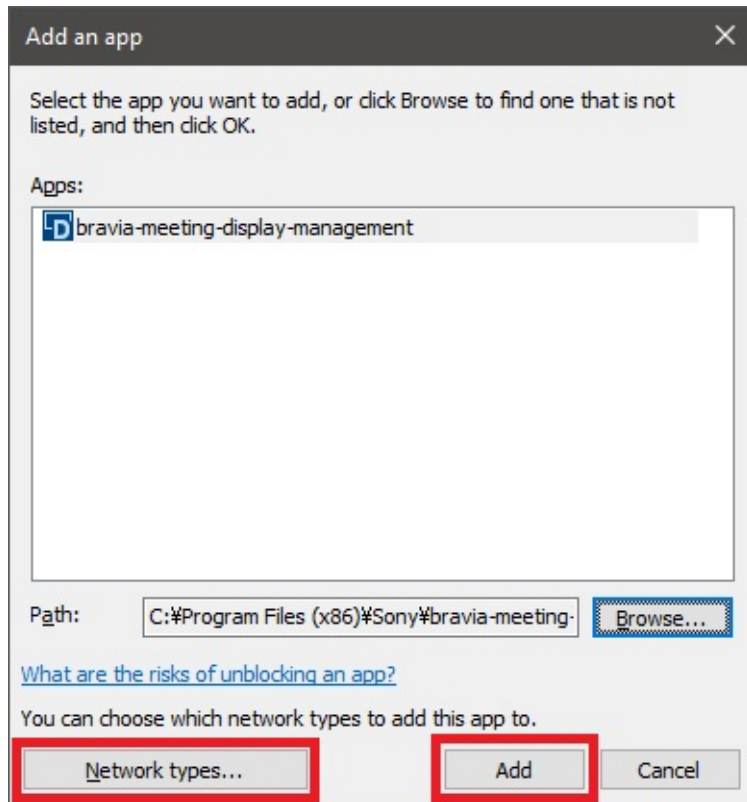 Add an app
Select the app you want to add, or click Browse to find one that is not
listed, and then click OK.
Apps:
bravia-meeting-display-management
Path:
C:¥Program Files (x86)¥Sony¥bravia-meeting-
Browse...
What are the risks of unblocking an app?
You can choose which network types to add this app to.
Network types...
Add
Cancel